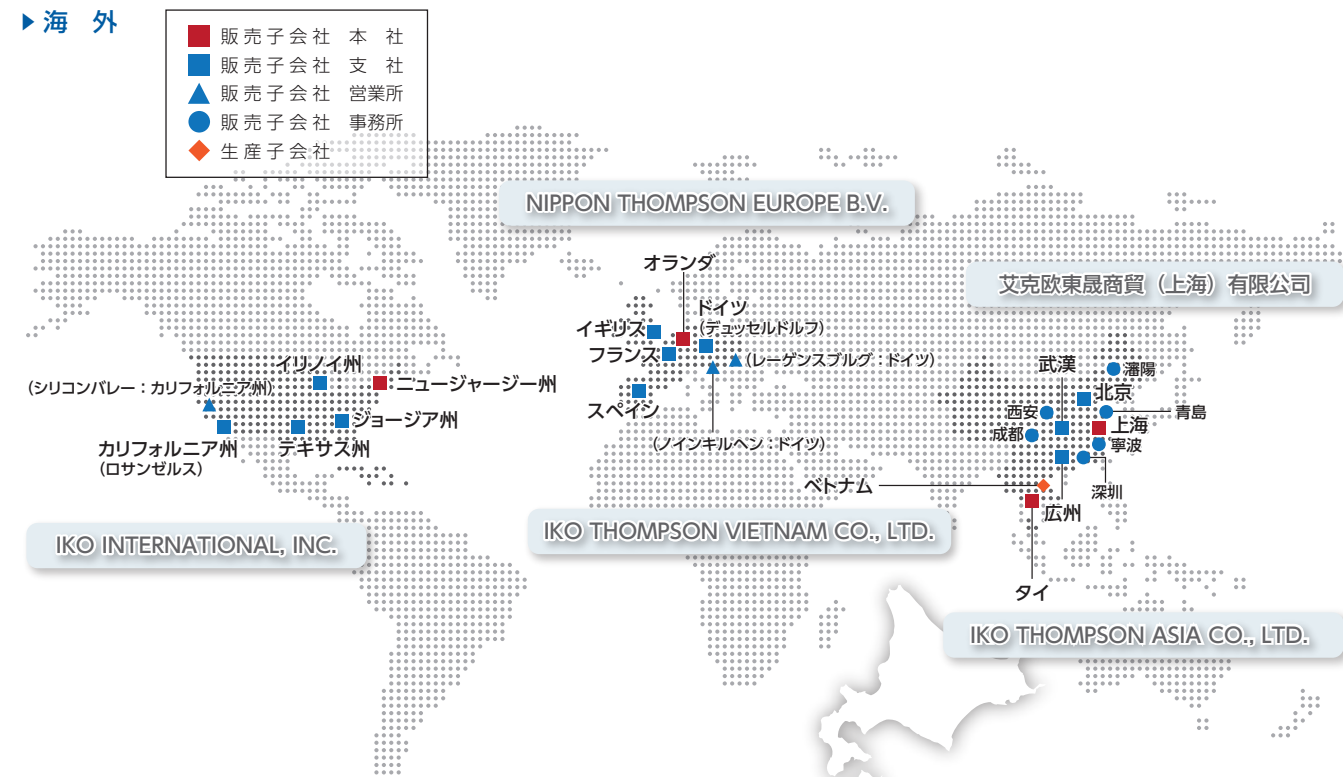 ▶海 外
販売子会社 本 社
販売子会社 支 社
販売子会社 営業所
販売子会社 事務所
生産子会社
NIPPON THOMPSON EUROPE B.V.
オランダ
艾克欧東晟商貿（上海）有限公司
イギリス
ドイツ
（デュッセルドルフ）
フランス
（レーゲンスブルグ：ドイツ）
スペイン
（ノインキルヘン：ドイツ）
イリノイ州
（シリコンバレー：カリフォルニア州）
ニュージャージー州
ジョージア州
カリフォルニア州
（ロサンゼルス）
テキサス州
武漢
瀋陽
北京
西安
青島
成都
上海
寧波
深圳
広州
ベトナム
タイ
IKO INTERNATIONAL, INC.
IKO THOMPSON VIETNAM CO., LTD.
IKO THOMPSON ASIA CO., LTD.